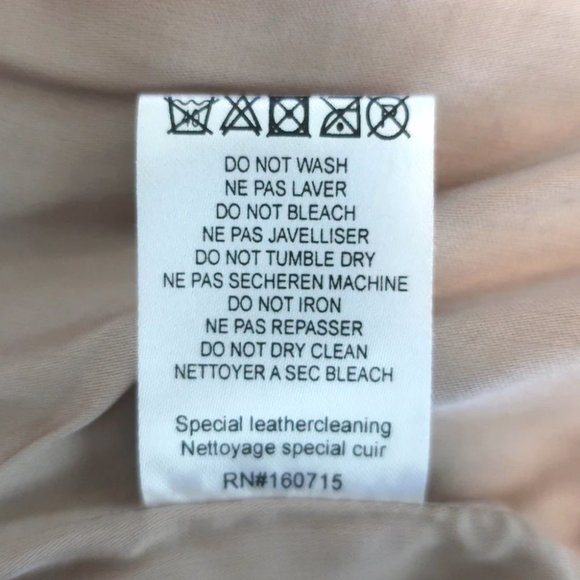 DO NOT WASH
NE PAS LAVER
DO NOT BLEACH
NE PAS JAVELLISER
DO NOT TUMBLE DRY
NE PAS SECHEREN MACHINE
DO NOT IRON
NE PAS REPASSER
DO NOT DRY CLEAN
NETTOYER A SEC BLEACH
Special leathercleaning
Nettoyage special cuir
RN#160715